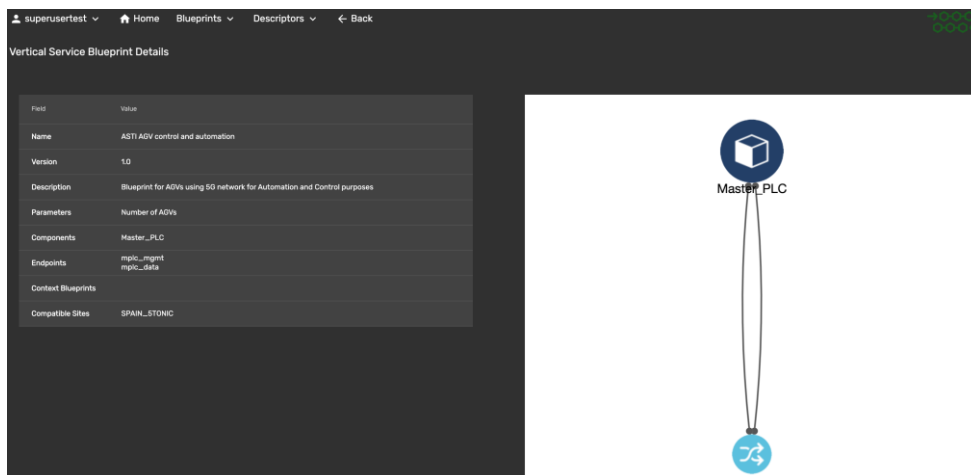 superusertest Home Blueprints Descriptors Back
Vertical Service Blueprint Details
Field Value
Name ASTI AGV control and automation
Version 1.0
Description Blueprint for AGVs using 5G network for Automation and Control purposes
Parameters Number of AGVs
Components Master_PLC
Endpoints mplc_mgmt
mplc_data
Context Blueprints
Compatible Sites SPAIN_5TONIC
Master_PLC